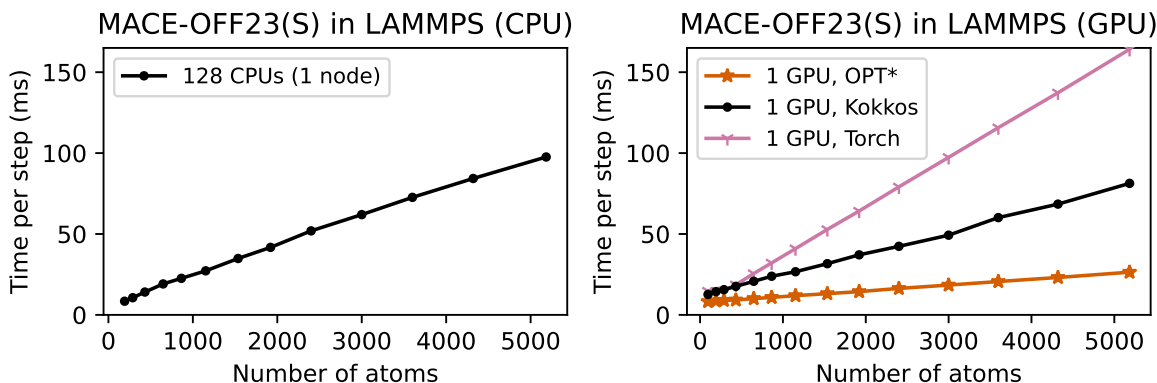 MACE-OFF23(S) in LAMMPS (CPU)
Time per step (ms)
150
100
50
0
128 CPUs (1 node)
0 1000 2000 3000 4000 5000
Number of atoms
MACE-OFF23(S) in LAMMPS (GPU)
Time per step (ms)
150
100
50
0
1 GPU, OPT*
1 GPU, Kokkos
1 GPU, Torch
0 1000 2000 3000 4000 5000
Number of atoms